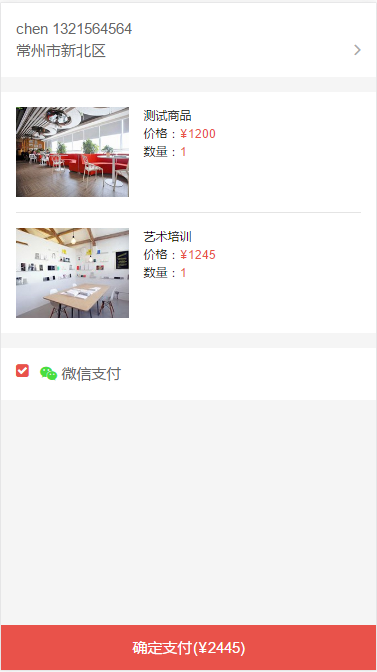 chen 1321564564
常州市新北区
测试商品
价格：¥1200
数量：1
艺术培训
价格：¥1245
数量：1
微信支付
确定支付(¥2445)